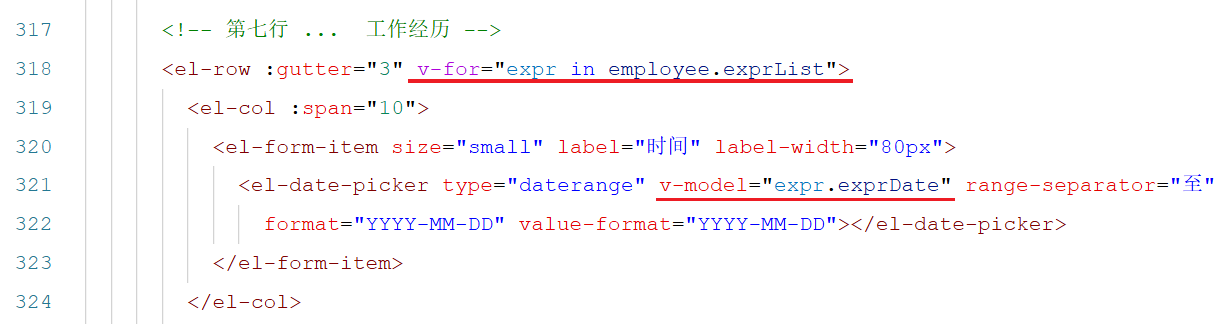 317 <!-- 第七行 ... 工作经历 -->
318 <el-row :gutter="3" v-for="expr in employee.exprList">
319 <el-col :span="10">
320 <el-form-item size="small" label="时间" label-width="80px">
321 <el-date-picker type="daterange" v-model="expr.exprDate" range-separator="至"
322 format="YYYY-MM-DD" value-format="YYYY-MM-DD"></el-date-picker>
323 </el-form-item>
324 </el-col>